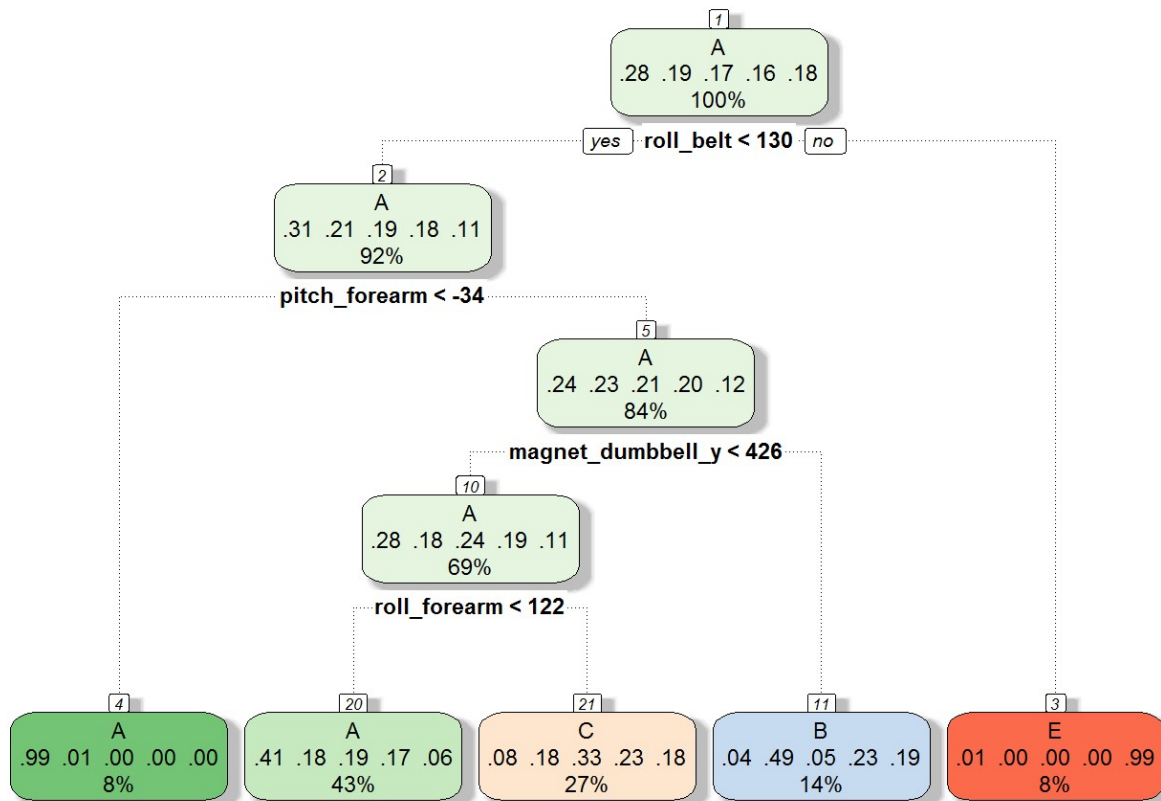 1
A
.28 .19 .17 .16 .18
100%
yes roll_belt < 130 no
2
A
.31 .21 .19 .18 .11
92%
pitch_forearm < -34
5
A
.24 .23 .21 .20 .12
84%
magnet_dumbbell_y < 426
10
A
.28 .18 .24 .19 .11
69%
roll_forearm < 122
4
A
.99 .01 .00 .00 .00
8%
20
A
.41 .18 .19 .17 .06
43%
21
C
.08 .18 .33 .23 .18
27%
11
B
.04 .49 .05 .23 .19
14%
3
E
.01 .00 .00 .00 .99
8%